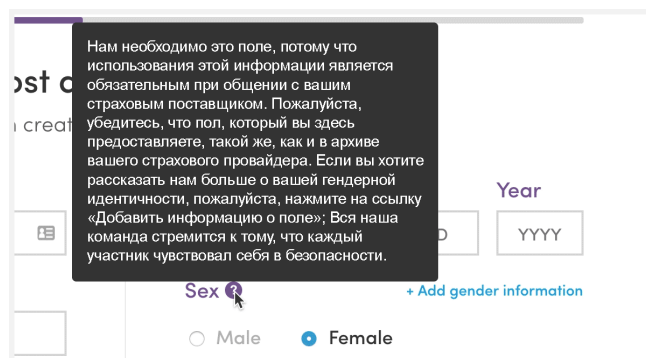 Нам необходимо это поле, потому что
использования этой информации является
обязательным при общении с вашим
страховым поставщиком. Пожалуйста,
убедитесь, что пол, который вы здесь
предоставляете, такой же, как и в архиве
вашего страхового провайдера. Если вы хотите
рассказать нам больше о вашей гендерной
идентичности, пожалуйста, нажмите на ссылку
«Добавить информацию о поле»; Вся наша
команда стремится к тому, что каждый
участник чувствовал себя в безопасности.
Year
YYYY
Sex ?
+ Add gender information
Male
Female